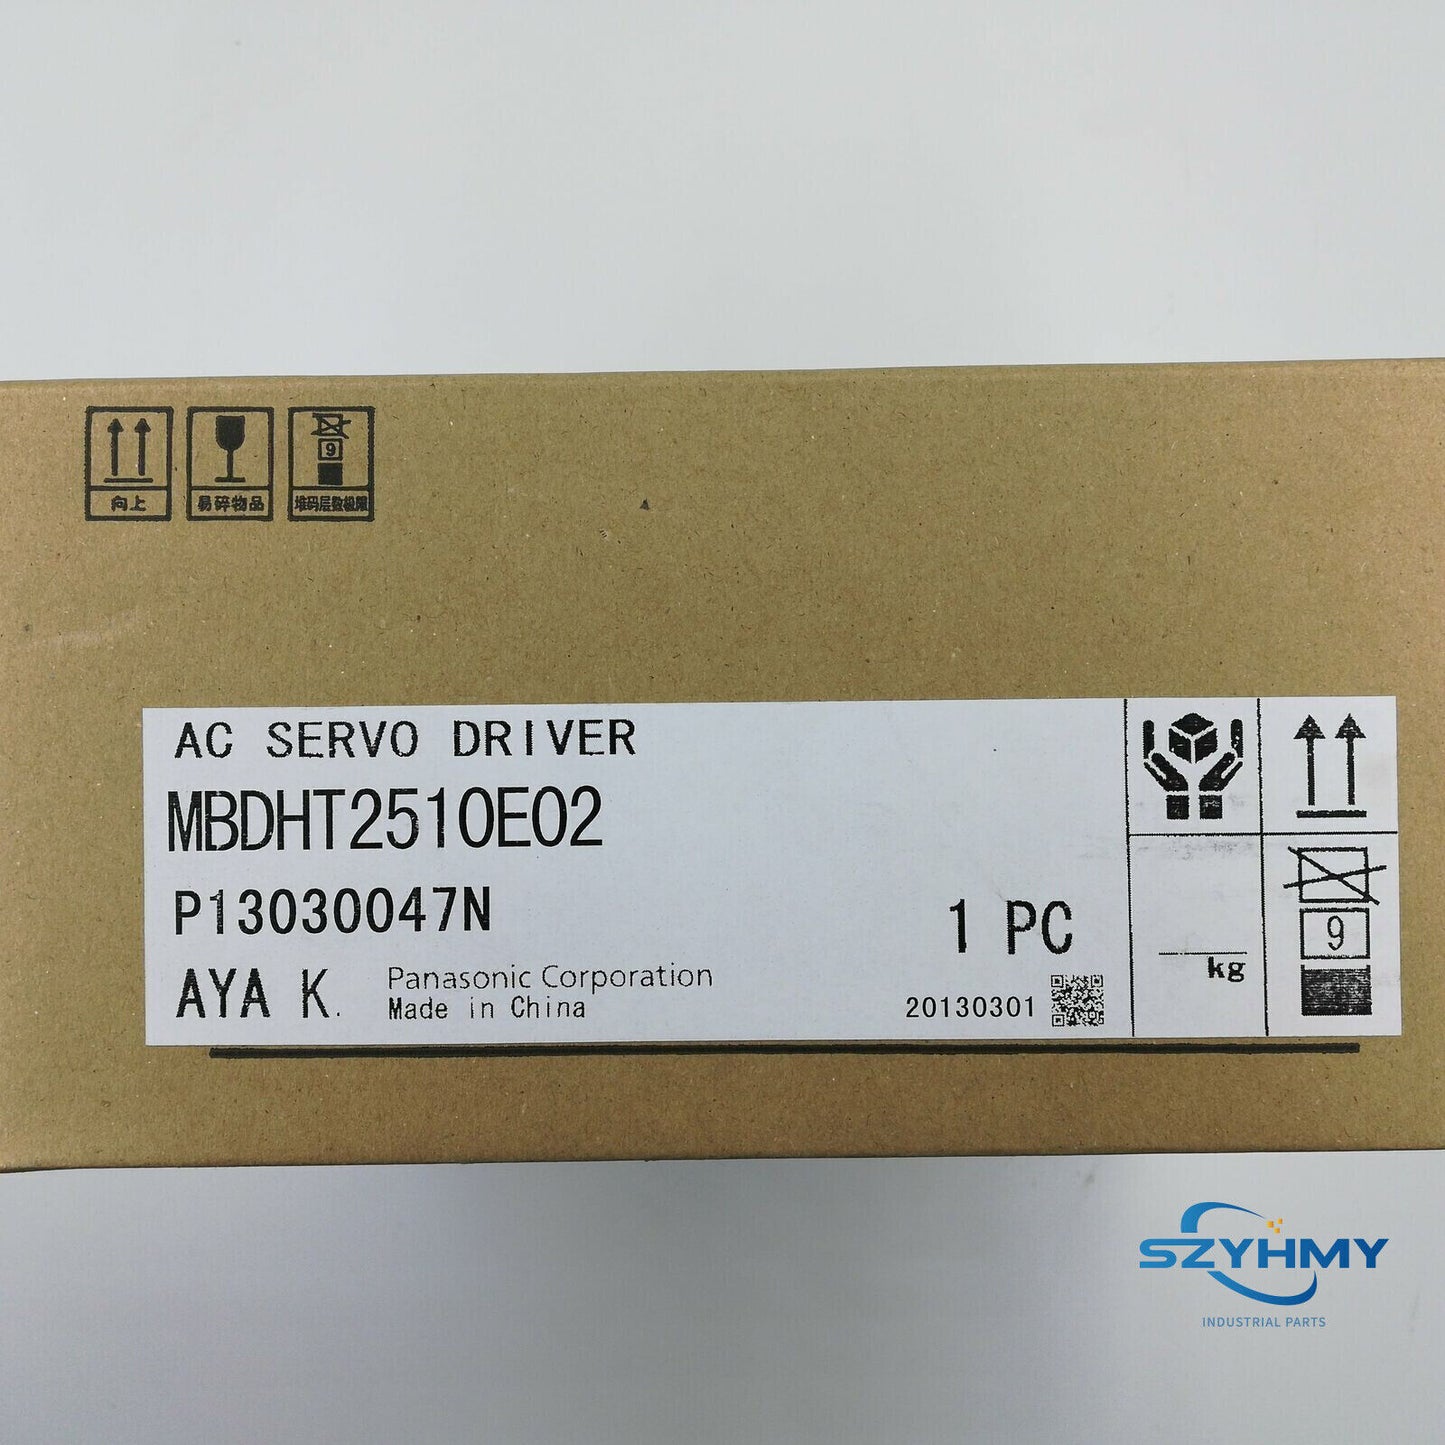 向上
易碎物品
9
堆码层数极限
AC SERVO DRIVER
MBDHT2510E02
P13030047N
1 PC
AYA K.
Panasonic Corporation
Made in China
20130301
kg
9
SZYHMY
INDUSTRIAL PARTS